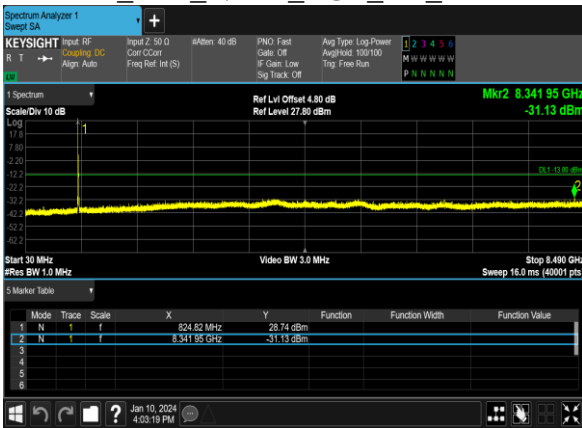 Spectrum Analyzer 1
Swept SA
+
KEYSIGHT Input: RF Input Z: 50 Ω #Atten: 40 dB PNO: Fast Avg Type: Log-Power 1 2 3 4 5 6
R T Coupling: DC Corr CCorr Gate: Off Avg|Hold: 100/100 M W W W W W
Align: Auto Freq Ref: Int (S) IF Gain: Low Trig: Free Run
Sig Track: Off P N N N N N
LW
1 Spectrum Ref Lvl Offset 4.80 dB Mkr2 8.341 95 GHz
Scale/Div 10 dB Ref Level 27.80 dBm -31.13 dBm
Log
17.8
7.80
-2.20
-12.2
-22.2
-32.2
-42.2
-52.2
-62.2
1
DL1 -13.00 dBm
2
Start 30 MHz Video BW 3.0 MHz Stop 8.490 GHz
#Res BW 1.0 MHz Sweep 16.0 ms (40001 pts
5 Marker Table
Mode Trace Scale X Y Function Function Width Function Value
1 N 1 f 824.82 MHz 28.74 dBm
2 N 1 f 8.341 95 GHz -31.13 dBm
3
4
5
6
? Jan 10, 2024
4:03:19 PM